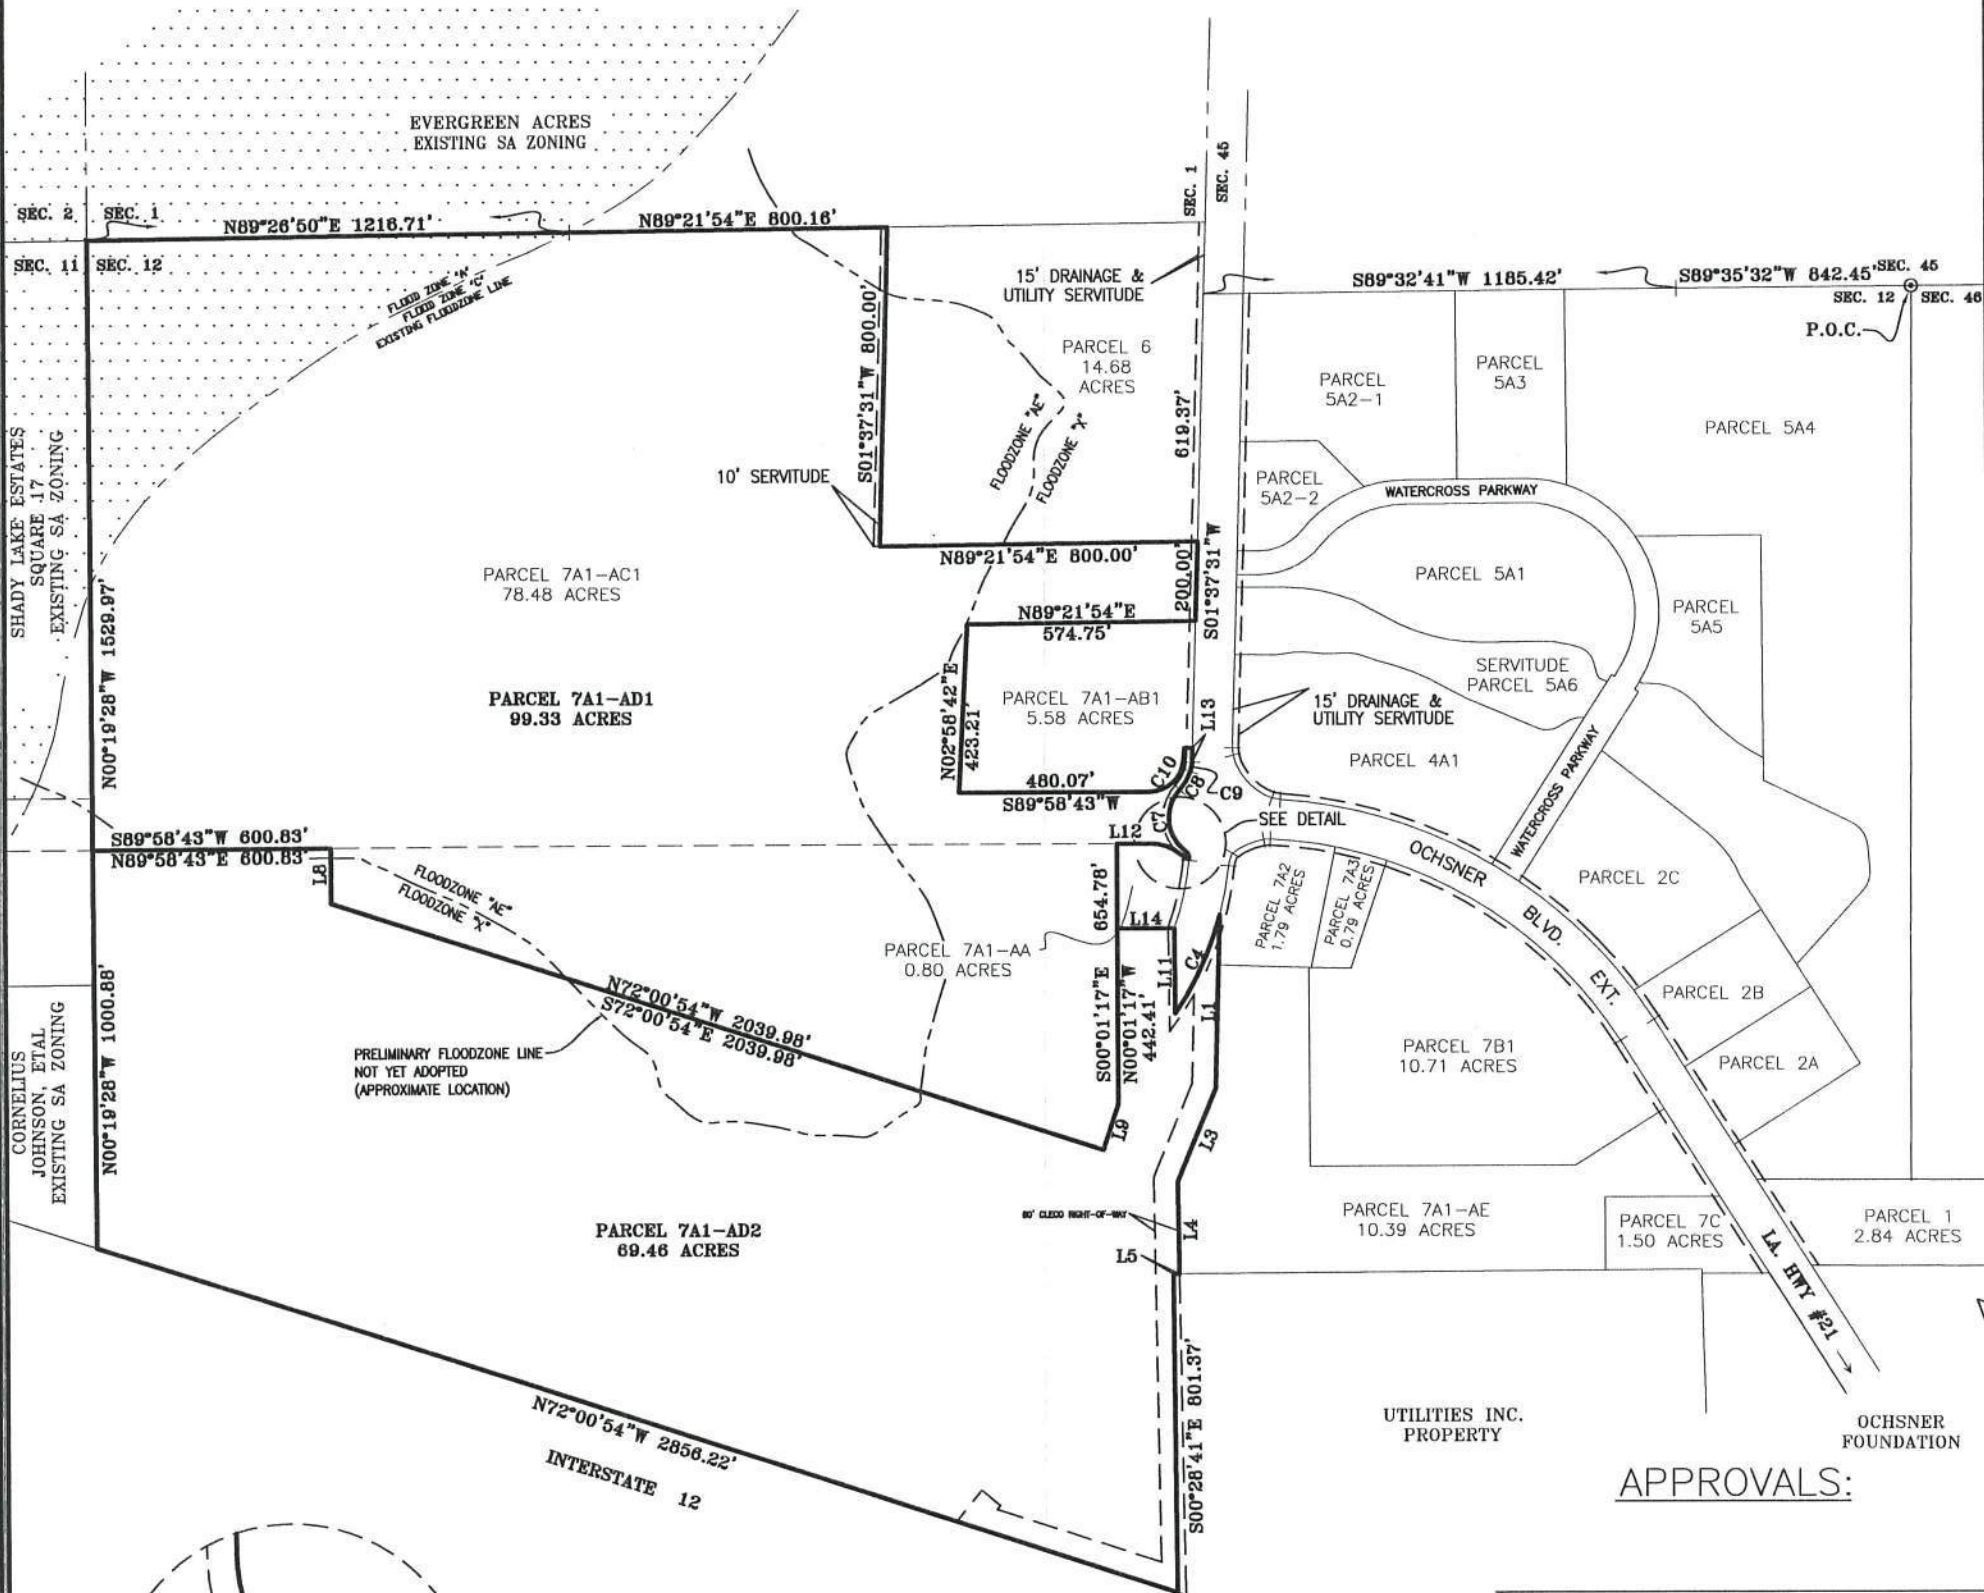 EVERGREEN ACRES
EXISTING SA ZONING
SEC. 2
SEC. 1
SEC. 11
SEC. 12
N89°26'50"E 1216.71'
N89°21'54"E 800.16'
SEC. 1
SEC. 45
15' DRAINAGE &
UTILITY SERVITUDE
S89°32'41"W 1185.42'
S89°35'32"W 842.45'
SEC. 45
SEC. 12
SEC. 46
P.O.C.
FLOOD ZONE "A"
FLOOD ZONE "C"
EXISTING FLOODZONE LINE
S01°37'31"W 800.00'
PARCEL 6
14.68
ACRES
FLOODZONE "AE"
FLOODZONE "X"
619.37'
PARCEL
5A2-1
PARCEL
5A3
PARCEL 5A4
10' SERVITUDE
PARCEL
5A2-2
WATERCROSS PARKWAY
SHADY LAKE ESTATES
SQUARE 17
EXISTING SA ZONING
N00°19'28"W 1529.97'
PARCEL 7A1-AC1
78.48 ACRES
N89°21'54"E 800.00'
200.00'
S01°37'31"W
N89°21'54"E
574.75'
PARCEL 5A1
PARCEL
5A5
SERVITUDE
PARCEL 5A6
PARCEL 7A1-AD1
99.33 ACRES
N02°58'42"E
423.21'
PARCEL 7A1-AB1
5.58 ACRES
L13
15' DRAINAGE &
UTILITY SERVITUDE
PARCEL 4A1
WATERCROSS PARKWAY
480.07'
S89°58'43"W
C10
C8
C9
C7
SEE DETAIL
L12
S89°58'43"W 600.83'
N89°58'43"E 600.83'
L8
FLOODZONE "AE"
FLOODZONE "X"
654.78'
L14
PARCEL 7A1-AA
0.80 ACRES
PARCEL 7A2
1.79 ACRES
PARCEL 7A3
0.79 ACRES
OCHSNER
BLVD.
EXT.
PARCEL 2C
PARCEL 2B
PARCEL 2A
L11
C4
L1
S00°01'17"E
N00°01'17"W
442.41'
N72°00'54"W 2039.98'
S72°00'54"E 2039.98'
PRELIMINARY FLOODZONE LINE
NOT YET ADOPTED
(APPROXIMATE LOCATION)
CORNELIUS
JOHNSON, ETAL
EXISTING SA ZONING
N00°19'28"W 1000.88'
PARCEL 7B1
10.71 ACRES
L9
L3
80' CLECO RIGHT-OF-WAY
L4
L5
PARCEL 7A1-AD2
69.46 ACRES
PARCEL 7A1-AE
10.39 ACRES
PARCEL 7C
1.50 ACRES
PARCEL 1
2.84 ACRES
LA. HWY #21
N72°00'54"W 2856.22'
INTERSTATE 12
S00°28'41"E 801.37'
UTILITIES INC.
PROPERTY
OCHSNER
FOUNDATION
APPROVALS: